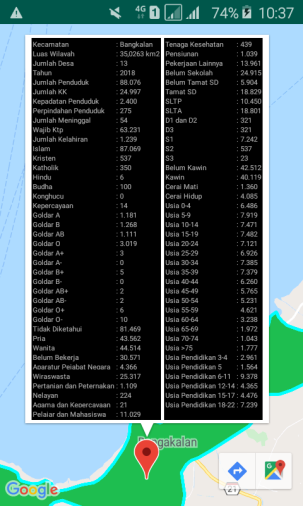 4G 1 74% 10:37
Kecamatan : Bangkalan
Luas Wilayah : 35,0263 km2
Jumlah Desa : 13
Tahun : 2018
Jumlah Penduduk : 88.076
Jumlah KK : 24.997
Kepadatan Penduduk : 2.400
Perpindahan Penduduk : 275
Jumlah Meninggal : 54
Wajib Ktp : 63.231
Jumlah Kelahiran : 1.239
Islam : 87.069
Kristen : 537
Katholik : 350
Hindu : 6
Budha : 100
Konghucu : 0
Kepercayaan : 14
Goldar A : 1.181
Goldar B : 1.268
Goldar AB : 1.111
Goldar O : 3.019
Goldar A+ : 3
Goldar A- : 0
Goldar B+ : 5
Goldar B- : 0
Goldar AB+ : 2
Goldar AB- : 2
Goldar O+ : 6
Goldar O- : 10
Tidak Diketahui : 81.469
Pria : 43.562
Wanita : 44.514
Belum Bekerja : 30.571
Aparatur Pejabat Negara : 4.366
Wiraswasta : 25.317
Pertanian dan Peternakan : 1.109
Nelayan : 224
Agama dan Kepercayaan : 21
Pelajar dan Mahasiswa : 11.029
Tenaga Kesehatan : 439
Pensiunan : 1.039
Pekerjaan Lainnya : 13.961
Belum Sekolah : 24.915
Belum Tamat SD : 5.904
Tamat SD : 18.829
SLTP : 10.450
SLTA : 18.801
D1 dan D2 : 321
D3 : 321
S1 : 7.242
S2 : 537
S3 : 23
Belum Kawin : 42.512
Kawin : 40.119
Cerai Mati : 1.360
Cerai Hidup : 4.085
Usia 0-4 : 6.486
Usia 5-9 : 7.919
Usia 10-14 : 7.471
Usia 15-19 : 7.482
Usia 20-24 : 7.121
Usia 25-29 : 6.926
Usia 30-34 : 7.385
Usia 35-39 : 7.379
Usia 40-44 : 6.260
Usia 45-49 : 5.765
Usia 50-54 : 5.231
Usia 55-59 : 4.621
Usia 60-64 : 3.238
Usia 65-69 : 1.972
Usia 70-74 : 1.043
Usia >75 : 1.777
Usia Pendidikan 3-4 : 2.961
Usia Pendidikan 5 : 1.564
Usia Pendidikan 6-11 : 9.378
Usia Pendidikan 12-14 : 4.365
Usia Pendidikan 15-17 : 4.476
Usia Pendidikan 18-22 : 7.239
Google
21